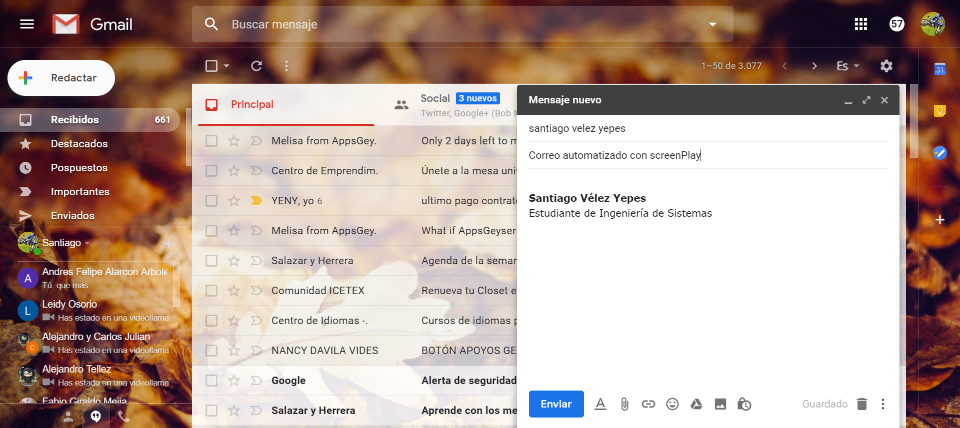 Gmail
Buscar mensaje
57
Redactar
1–50 de 3.077
Es
31
Recibidos 661
Destacados
Pospuestos
Importantes
Enviados
Santiago
A
Andres Felipe Alarcon Arbole
Tú: que mas
L
Leidy Osorio
Has estado en una videollama
C
Alejandro y Carlos Julian
Has estado en una videollama
Alejandro Tellez
Has estado en una videollama
Fabio Giraldo Mejia
Principal
Social 3 nuevos
Twitter, Google+ (Bob M
Melisa from AppsGey. Only 2 days left to m
Centro de Emprendim. Únete a la mesa univ
YENY, yo 6 ultimo pago contrato
Melisa from AppsGey. What if AppsGeyser
Salazar y Herrera Agenda de la seman
Comunidad ICETEX Renueva tu Closet e
Centro de Idiomas -. Cursos de idiomas p
NANCY DAVILA VIDES BOTÓN APOYOS GE
Google Alerta de seguridad
Salazar y Herrera Aprende con los me
Mensaje nuevo
santiago velez yepes
Correo automatizado con screenPlay
Santiago Vélez Yepes
Estudiante de Ingeniería de Sistemas
Enviar
Guardado